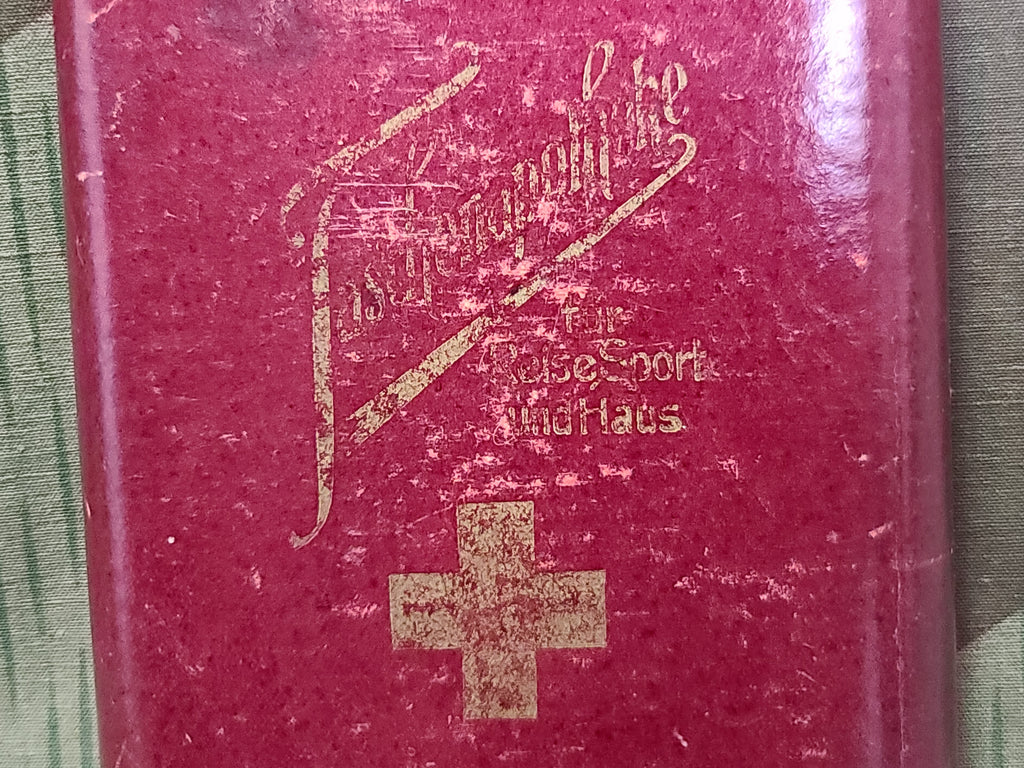 Taschenapotheke
für
Reise,Sport
und Haus.